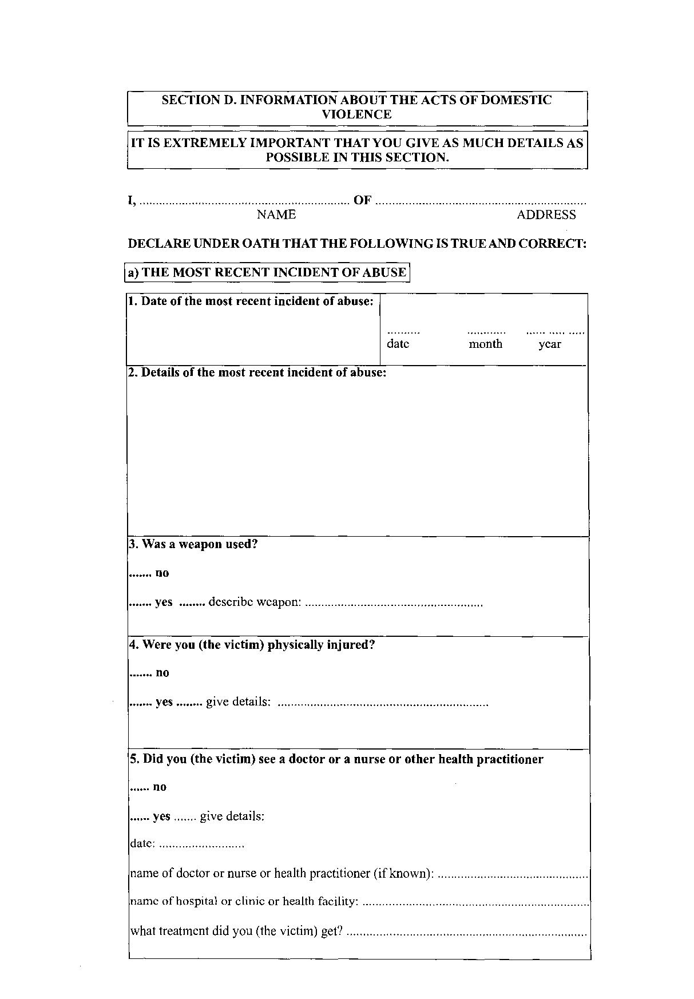 SECTION D. INFORMATION ABOUT THE ACTS OF DOMESTIC
VIOLENCE
IT IS EXTREMELY IMPORTANT THAT YOU GIVE AS MUCH DETAILS AS
POSSIBLE IN THIS SECTION.
I, ................................................................ OF ................................................................
NAME ADDRESS
DECLARE UNDER OATH THAT THE FOLLOWING IS TRUE AND CORRECT:
a) THE MOST RECENT INCIDENT OF ABUSE
1. Date of the most recent incident of abuse:
.......... ............ ...... ..... .....
date month year
2. Details of the most recent incident of abuse:
3. Was a weapon used?
....... no
....... yes ........ describe weapon: ......................................................
4. Were you (the victim) physically injured?
....... no
....... yes ........ give details: ................................................................
5. Did you (the victim) see a doctor or a nurse or other health practitioner
...... no
...... yes ....... give details:
date: ..........................
name of doctor or nurse or health practitioner (if known): ..............................................
name of hospital or clinic or health facility: .....................................................................
what treatment did you (the victim) get? .........................................................................